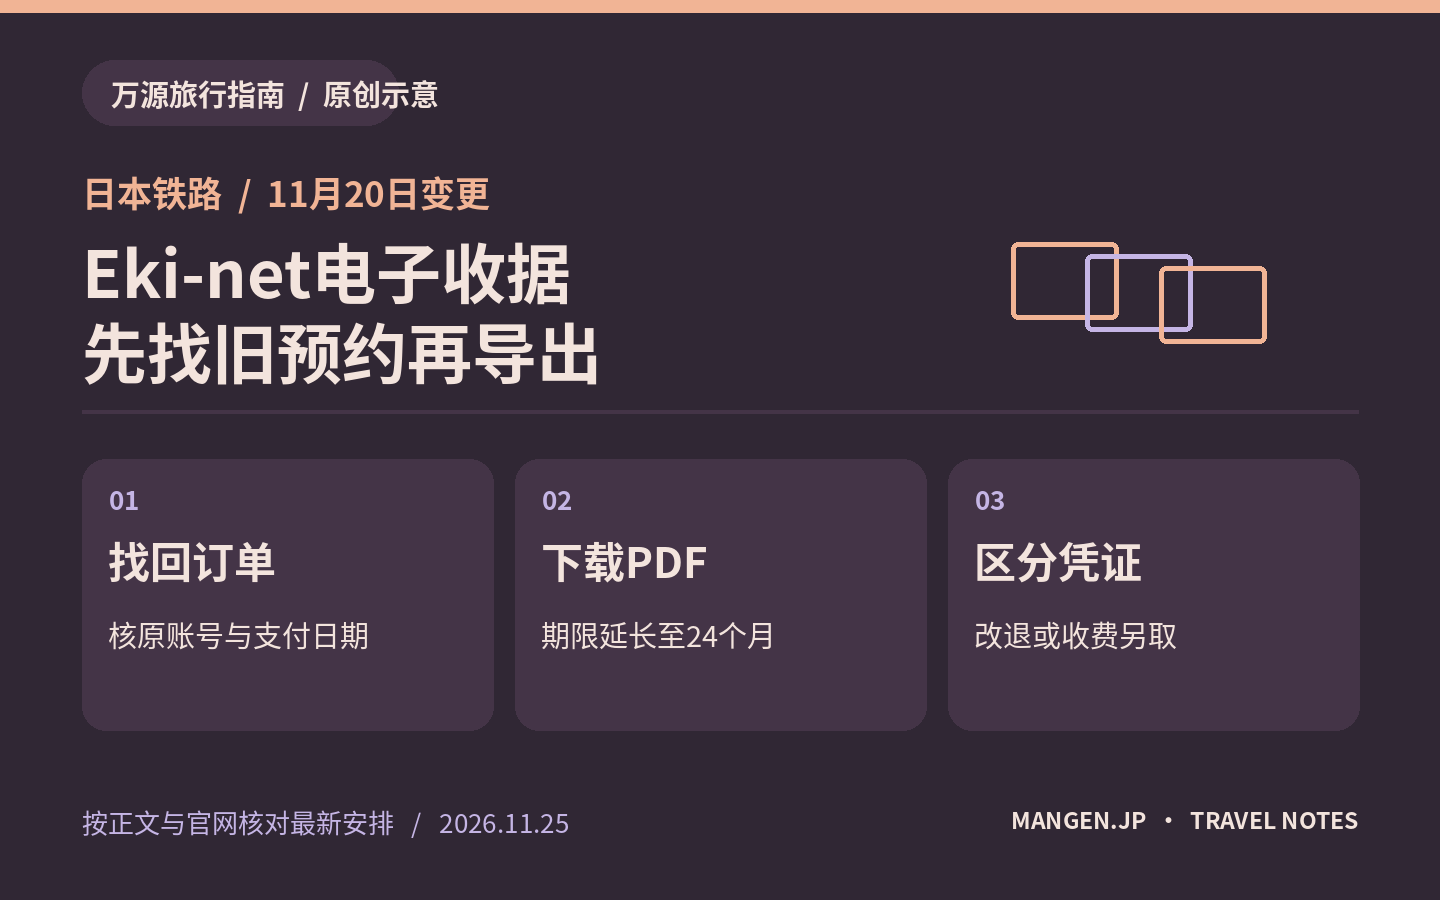 万源旅行指南 / 原创示意
日本铁路 / 11月20日变更
Eki-net电子收据
先找旧预约再导出
01
找回订单
核原账号与支付日期
02
下载PDF
期限延长至24个月
03
区分凭证
改退或收费另取
按正文与官网核对最新安排 / 2026.11.25
MANGEN.JP • TRAVEL NOTES